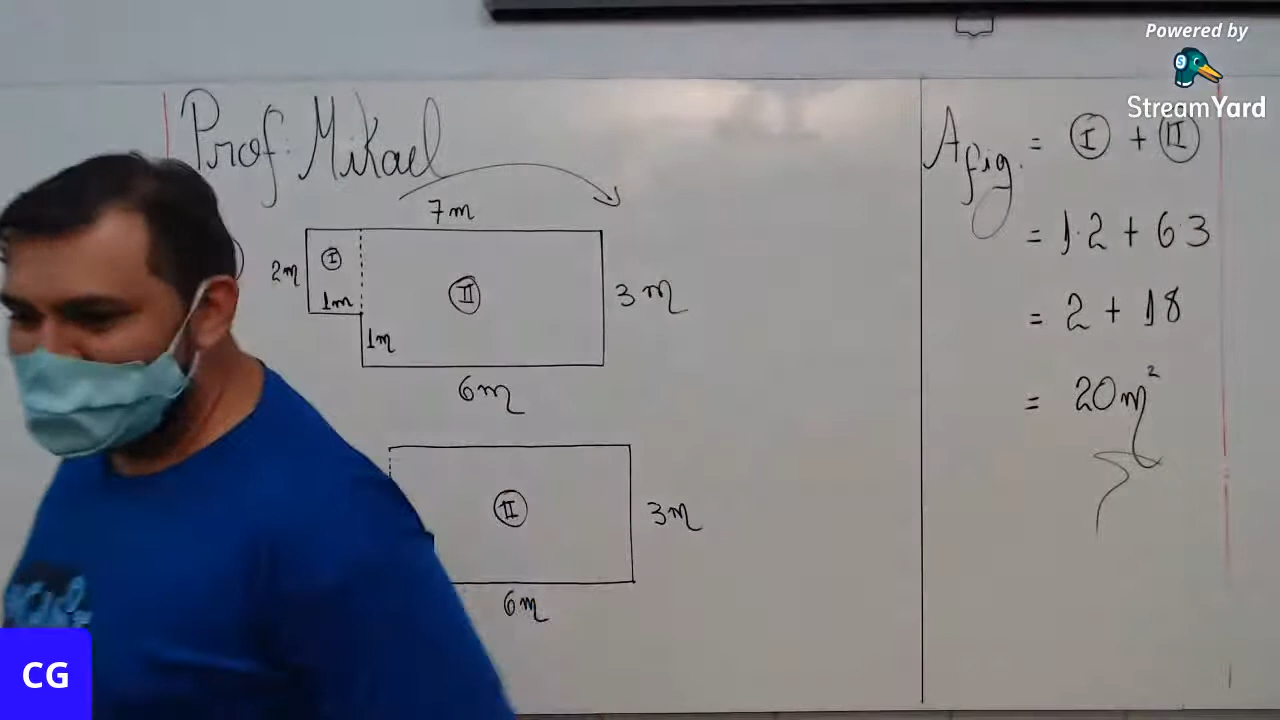 Powered by
StreamYard
Prof. Mikael
7m
2m
I
1m
II
3m
1m
6m
II
3m
6m
A fig. = I + II
= 1·2 + 6·3
= 2 + 18
= 20m²
CG